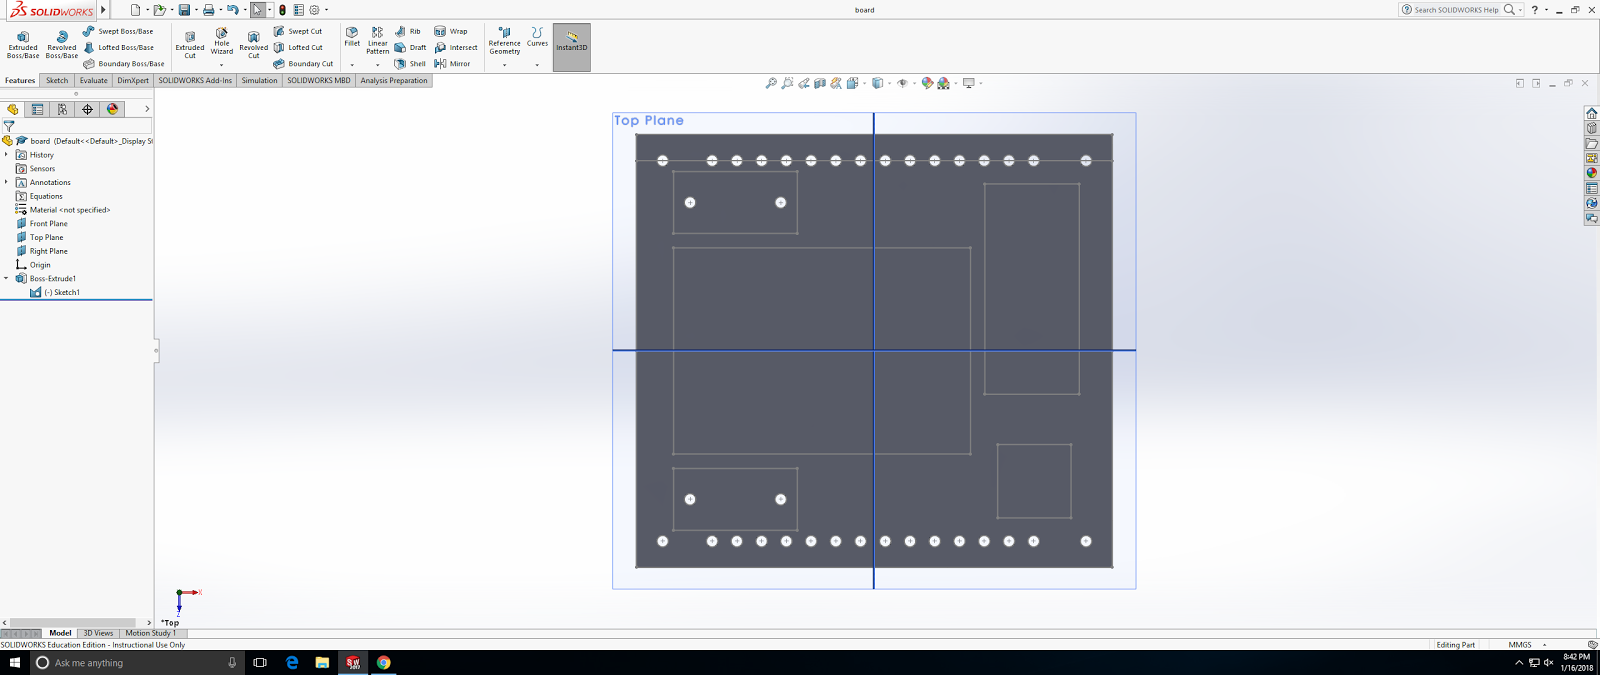 SOLIDWORKS
board
Search SOLIDWORKS Help
Extruded Boss/Base
Revolved Boss/Base
Swept Boss/Base
Lofted Boss/Base
Boundary Boss/Base
Extruded Cut
Hole Wizard
Revolved Cut
Swept Cut
Lofted Cut
Boundary Cut
Fillet
Linear Pattern
Rib
Draft
Shell
Wrap
Intersect
Mirror
Reference Geometry
Curves
Instant3D
Features
Sketch
Evaluate
DimXpert
SOLIDWORKS Add-Ins
Simulation
SOLIDWORKS MBD
Analysis Preparation
board (Default<<Default>_Display St
History
Sensors
Annotations
Equations
Material <not specified>
Front Plane
Top Plane
Right Plane
Origin
Boss-Extrude1
(-) Sketch1
Top Plane
X
Z
*Top
Model
3D Views
Motion Study 1
SOLIDWORKS Education Edition - Instructional Use Only
Editing Part
MMGS
Ask me anything
8:42 PM
1/16/2018